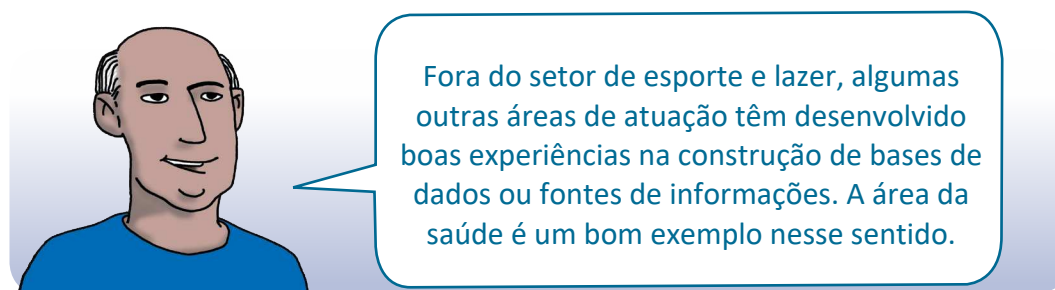 Fora do setor de esporte e lazer, algumas
outras áreas de atuação têm desenvolvido
boas experiências na construção de bases de
dados ou fontes de informações. A área da
saúde é um bom exemplo nesse sentido.